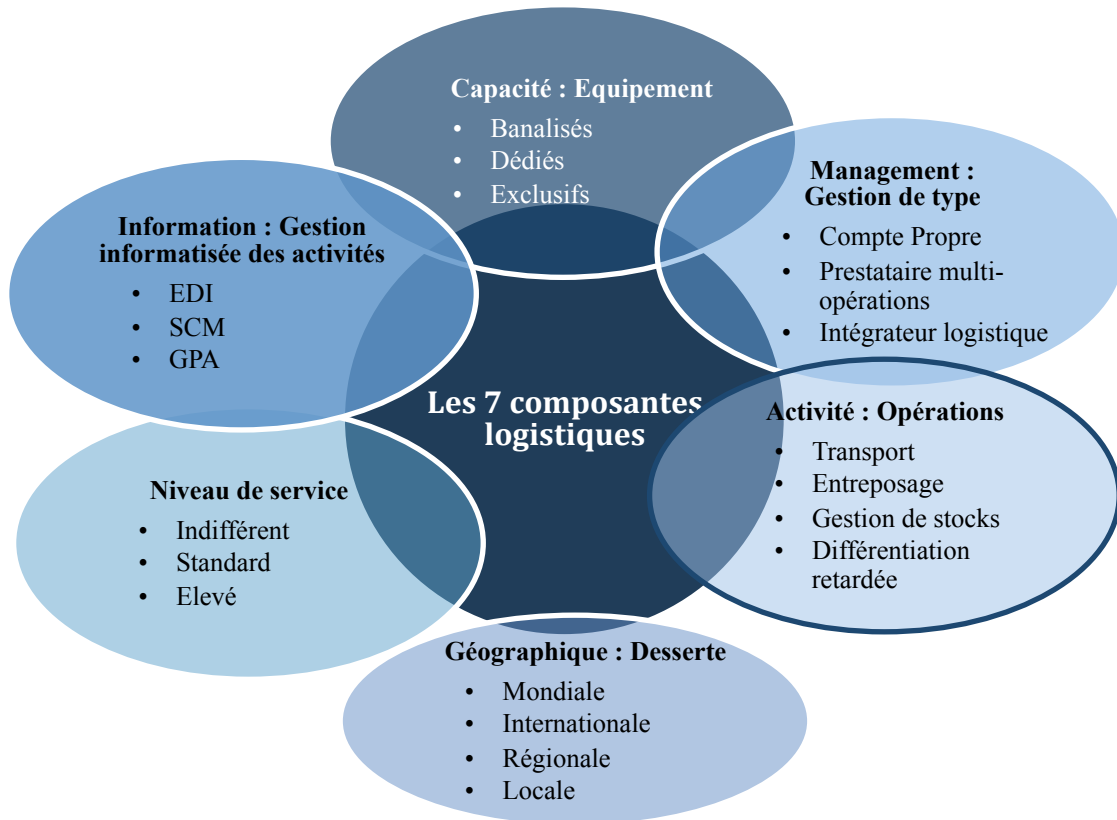 Capacité : Equipement
• Banalisés
• Dédiés
• Exclusifs
Management :
Gestion de type
• Compte Propre
• Prestataire multi-
opérations
• Intégrateur logistique
Information : Gestion
informatisée des activités
• EDI
• SCM
• GPA
Les 7 composantes
logistiques
Activité : Opérations
• Transport
• Entreposage
• Gestion de stocks
• Différentiation
retardée
Niveau de service
• Indifférent
• Standard
• Elevé
Géographique : Desserte
• Mondiale
• Internationale
• Régionale
• Locale